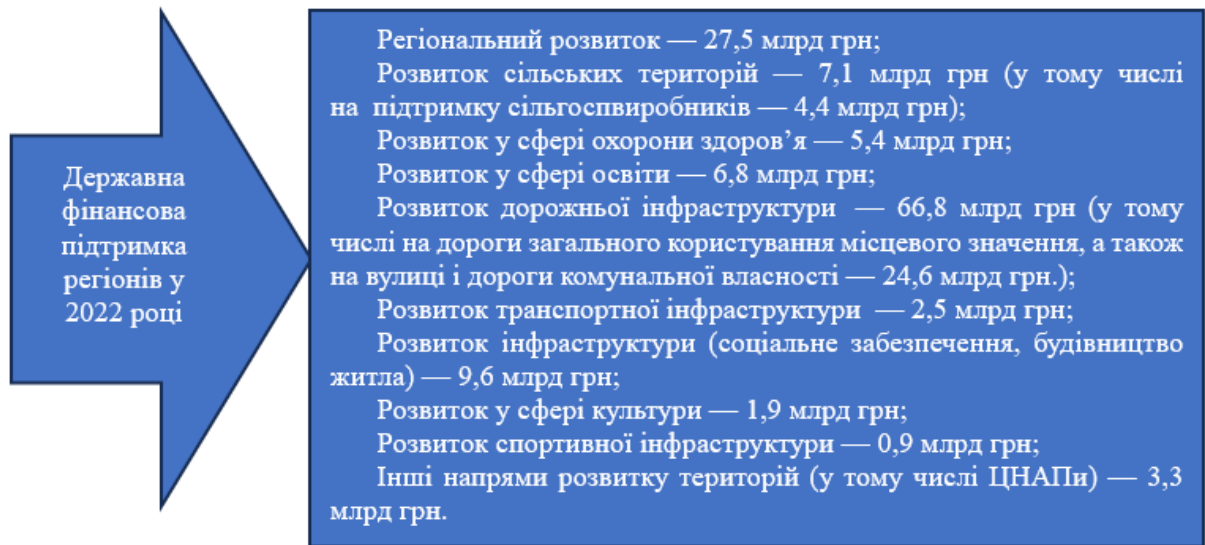 Державна
фінансова
підтримка
регіонів у
2022 році
Регіональний розвиток — 27,5 млрд грн;
Розвиток сільських територій — 7,1 млрд грн (у тому числі
на підтримку сільгоспвиробників — 4,4 млрд грн);
Розвиток у сфері охорони здоров’я — 5,4 млрд грн;
Розвиток у сфері освіти — 6,8 млрд грн;
Розвиток дорожньої інфраструктури — 66,8 млрд грн (у тому
числі на дороги загального користування місцевого значення, а також
на вулиці і дороги комунальної власності — 24,6 млрд грн.);
Розвиток транспортної інфраструктури — 2,5 млрд грн;
Розвиток інфраструктури (соціальне забезпечення, будівництво
житла) — 9,6 млрд грн;
Розвиток у сфері культури — 1,9 млрд грн;
Розвиток спортивної інфраструктури — 0,9 млрд грн;
Інші напрями розвитку територій (у тому числі ЦНАПи) — 3,3
млрд грн.